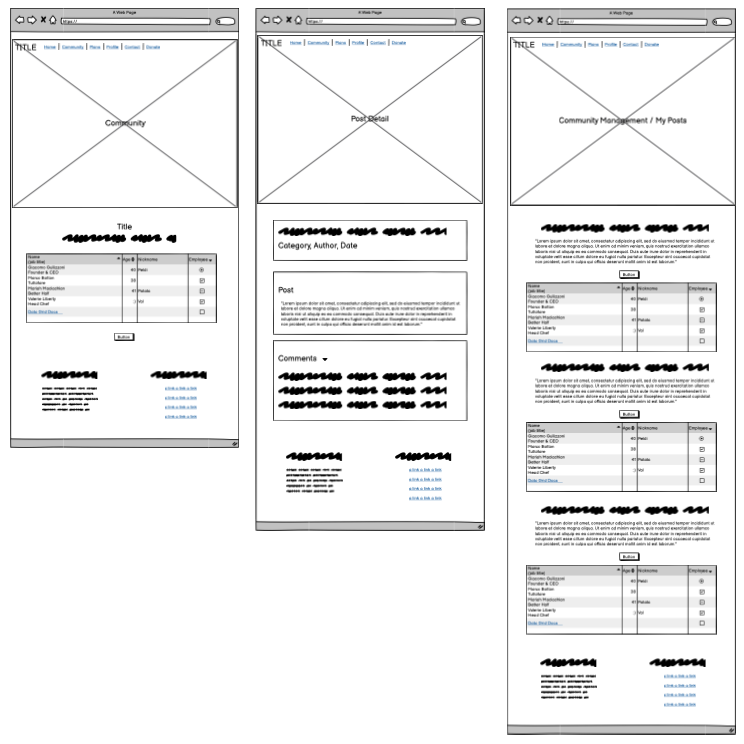 A Web Page
https://
TITLE
Home | Community | Plans | Profile | Contact | Donate
Community
Title
Name
(job title)
Age
Nickname
Employee
Giacomo Guilizzoni
Founder & CEO
40
Peldi
Marco Botton
Tuttofare
38
Mariah Maclachlan
Better Half
41
Potato
Valerie Liberty
Head Chef
:)
Val
Button
a link a link a link
a link a link a link
a link a link a link
a link a link a link
A Web Page
https://
TITLE
Home | Community | Plans | Profile | Contact | Donate
Post Detail
Category, Author, Date
Post
"Lorem ipsum dolor sit amet, consectetur adipiscing elit, sed do eiusmod tempor incididunt ut
labore et dolore magna aliqua. Ut enim ad minim veniam, quis nostrud exercitation ullamco
laboris nisi ut aliquip ex ea commodo consequat. Duis aute irure dolor in reprehenderit in
voluptate velit esse cillum dolore eu fugiat nulla pariatur. Excepteur sint occaecat cupidatat
non proident, sunt in culpa qui officia deserunt mollit anim id est laborum."
Comments
a link a link a link
a link a link a link
a link a link a link
a link a link a link
A Web Page
https://
TITLE
Home | Community | Plans | Profile | Contact | Donate
Community Management / My Posts
"Lorem ipsum dolor sit amet, consectetur adipiscing elit, sed do eiusmod tempor incididunt ut
labore et dolore magna aliqua. Ut enim ad minim veniam, quis nostrud exercitation ullamco
laboris nisi ut aliquip ex ea commodo consequat. Duis aute irure dolor in reprehenderit in
voluptate velit esse cillum dolore eu fugiat nulla pariatur. Excepteur sint occaecat cupidatat
non proident, sunt in culpa qui officia deserunt mollit anim id est laborum."
Button
Name
(job title)
Age
Nickname
Employee
Giacomo Guilizzoni
Founder & CEO
40
Peldi
Marco Botton
Tuttofare
38
Mariah Maclachlan
Better Half
41
Potato
Valerie Liberty
Head Chef
:)
Val
"Lorem ipsum dolor sit amet, consectetur adipiscing elit, sed do eiusmod tempor incididunt ut
labore et dolore magna aliqua. Ut enim ad minim veniam, quis nostrud exercitation ullamco
laboris nisi ut aliquip ex ea commodo consequat. Duis aute irure dolor in reprehenderit in
voluptate velit esse cillum dolore eu fugiat nulla pariatur. Excepteur sint occaecat cupidatat
non proident, sunt in culpa qui officia deserunt mollit anim id est laborum."
Button
Name
(job title)
Age
Nickname
Employee
Giacomo Guilizzoni
Founder & CEO
40
Peldi
Marco Botton
Tuttofare
38
Mariah Maclachlan
Better Half
41
Potato
Valerie Liberty
Head Chef
:)
Val
"Lorem ipsum dolor sit amet, consectetur adipiscing elit, sed do eiusmod tempor incididunt ut
labore et dolore magna aliqua. Ut enim ad minim veniam, quis nostrud exercitation ullamco
laboris nisi ut aliquip ex ea commodo consequat. Duis aute irure dolor in reprehenderit in
voluptate velit esse cillum dolore eu fugiat nulla pariatur. Excepteur sint occaecat cupidatat
non proident, sunt in culpa qui officia deserunt mollit anim id est laborum."
Button
Name
(job title)
Age
Nickname
Employee
Giacomo Guilizzoni
Founder & CEO
40
Peldi
Marco Botton
Tuttofare
38
Mariah Maclachlan
Better Half
41
Potato
Valerie Liberty
Head Chef
:)
Val
a link a link a link
a link a link a link
a link a link a link
a link a link a link